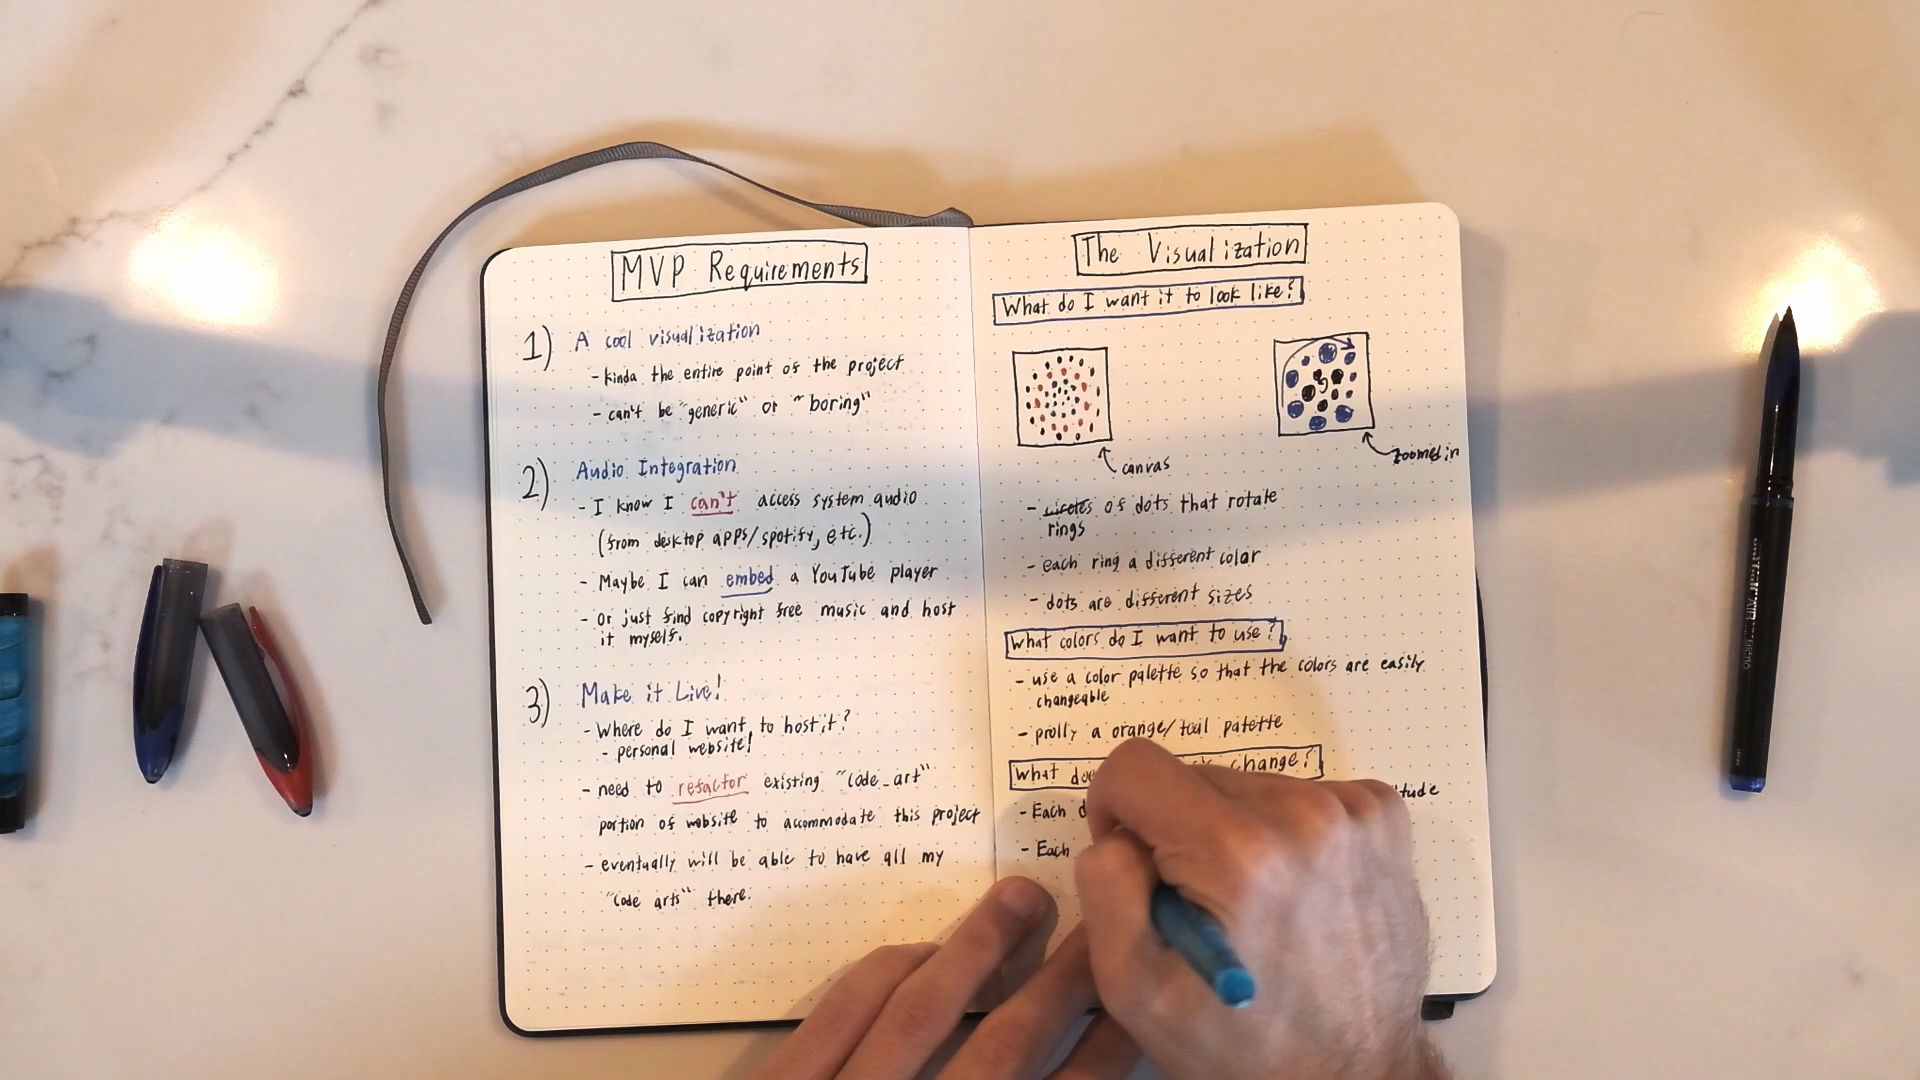 MVP Requirements
1) A cool visualization
- kinda the entire point of the project
- can't be "generic" or "boring"
2) Audio Integration
- I know I can't access system audio
(from desktop apps/spotify, etc.)
- Maybe I can embed a YouTube player
- Or just find copyright free music and host
it myself.
3) Make it Live!
- Where do I want to host it?
- personal website!
- need to refactor existing "code_art"
portion of website to accommodate this project
- eventually will be able to have all my
"code arts" there.
The Visualization
What do I want it to look like?
canvas
zoomed in
- circles of dots that rotate
rings
- each ring a different color
- dots are different sizes
What colors do I want to use?
- use a color palette so that the colors are easily
changeable
- prolly a orange/teal palette
What change?
- Each
- Each